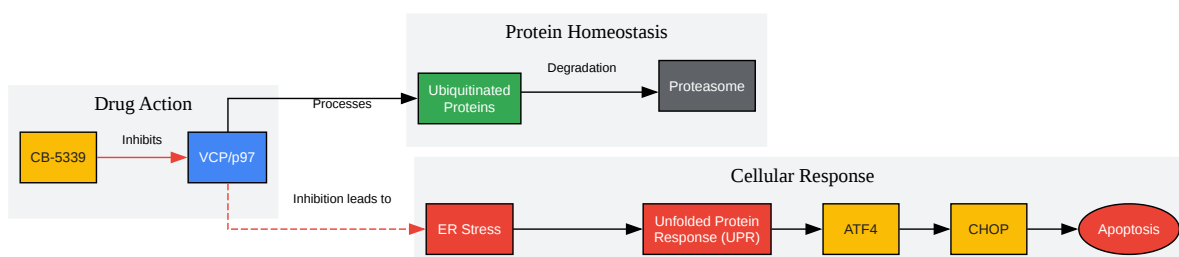 Protein Homeostasis
Degradation
Ubiquitinated
Proteins
Proteasome
Drug Action
Processes
Inhibits
CB-5339
VCP/p97
Cellular Response
Inhibition leads to
ER Stress
Unfolded Protein
Response (UPR)
ATF4
CHOP
Apoptosis